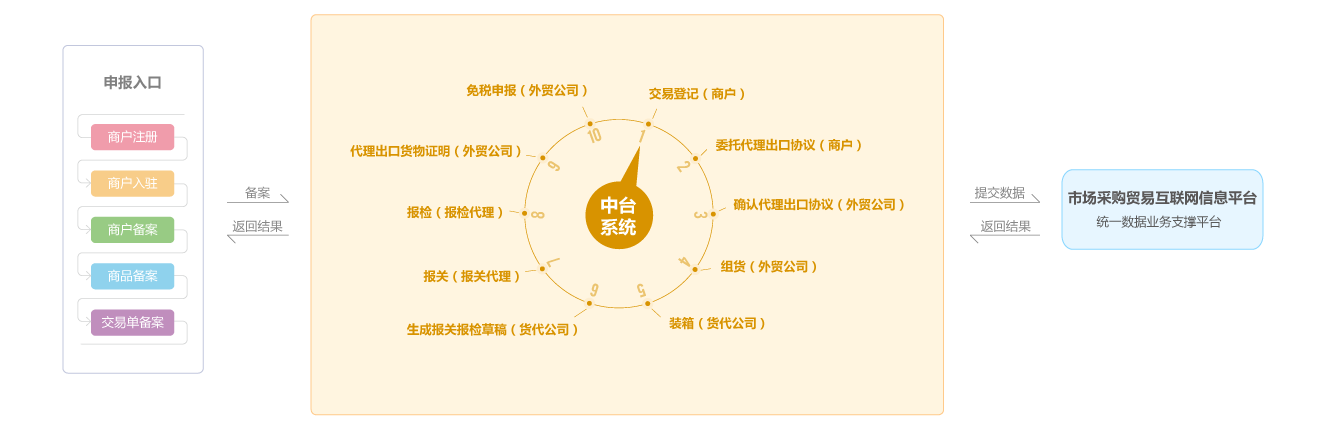 申报入口
商户注册
商户入驻
商户备案
商品备案
交易单备案
备案
返回结果
中台
系统
1
交易登记（商户）
2
委托代理出口协议（商户）
3
确认代理出口协议（外贸公司）
4
组货（外贸公司）
5
装箱（货代公司）
6
生成报关报检草稿（货代公司）
7
报关（报关代理）
8
报检（报检代理）
9
代理出口货物证明（外贸公司）
10
免税申报（外贸公司）
提交数据
返回结果
市场采购贸易互联网信息平台
统一数据业务支撑平台